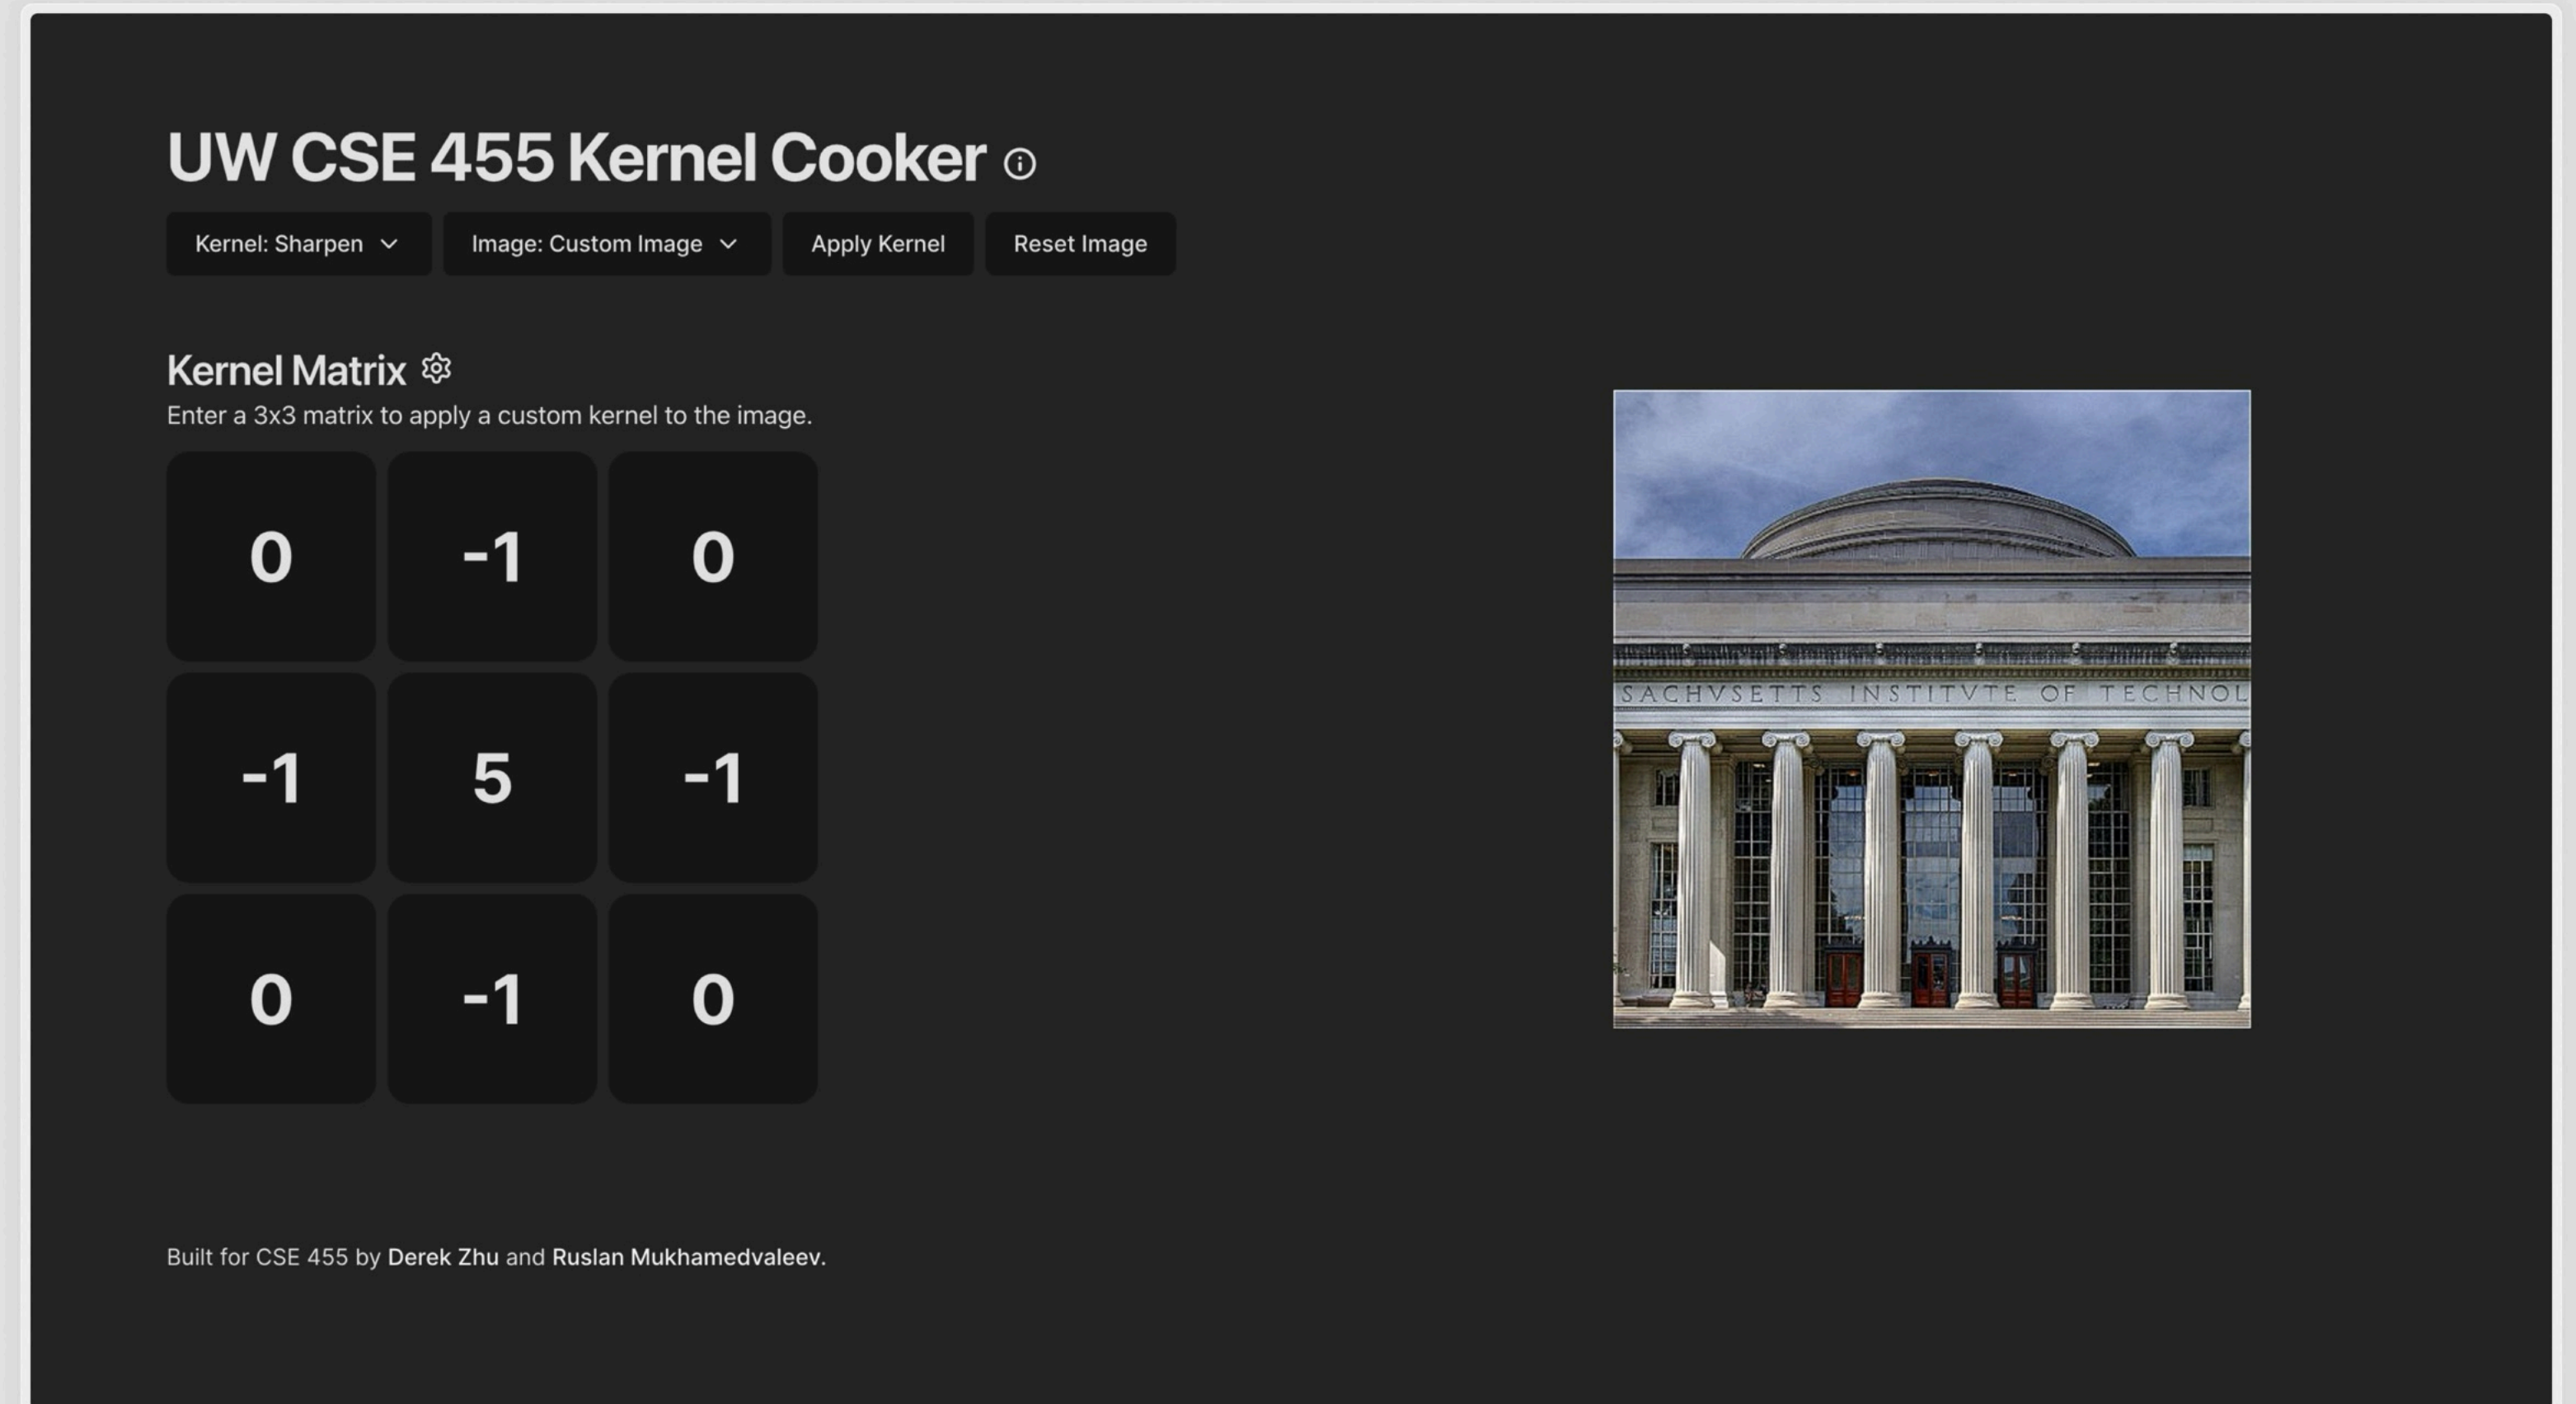 UW CSE 455 Kernel Cooker
Kernel: Sharpen
Image: Custom Image
Apply Kernel
Reset Image
Kernel Matrix
Enter a 3x3 matrix to apply a custom kernel to the image.
0 -1 0
-1 5 -1
0 -1 0
SACHVSETTS INSTITVTE OF TECHNOL
Built for CSE 455 by Derek Zhu and Ruslan Mukhamedvaleev.